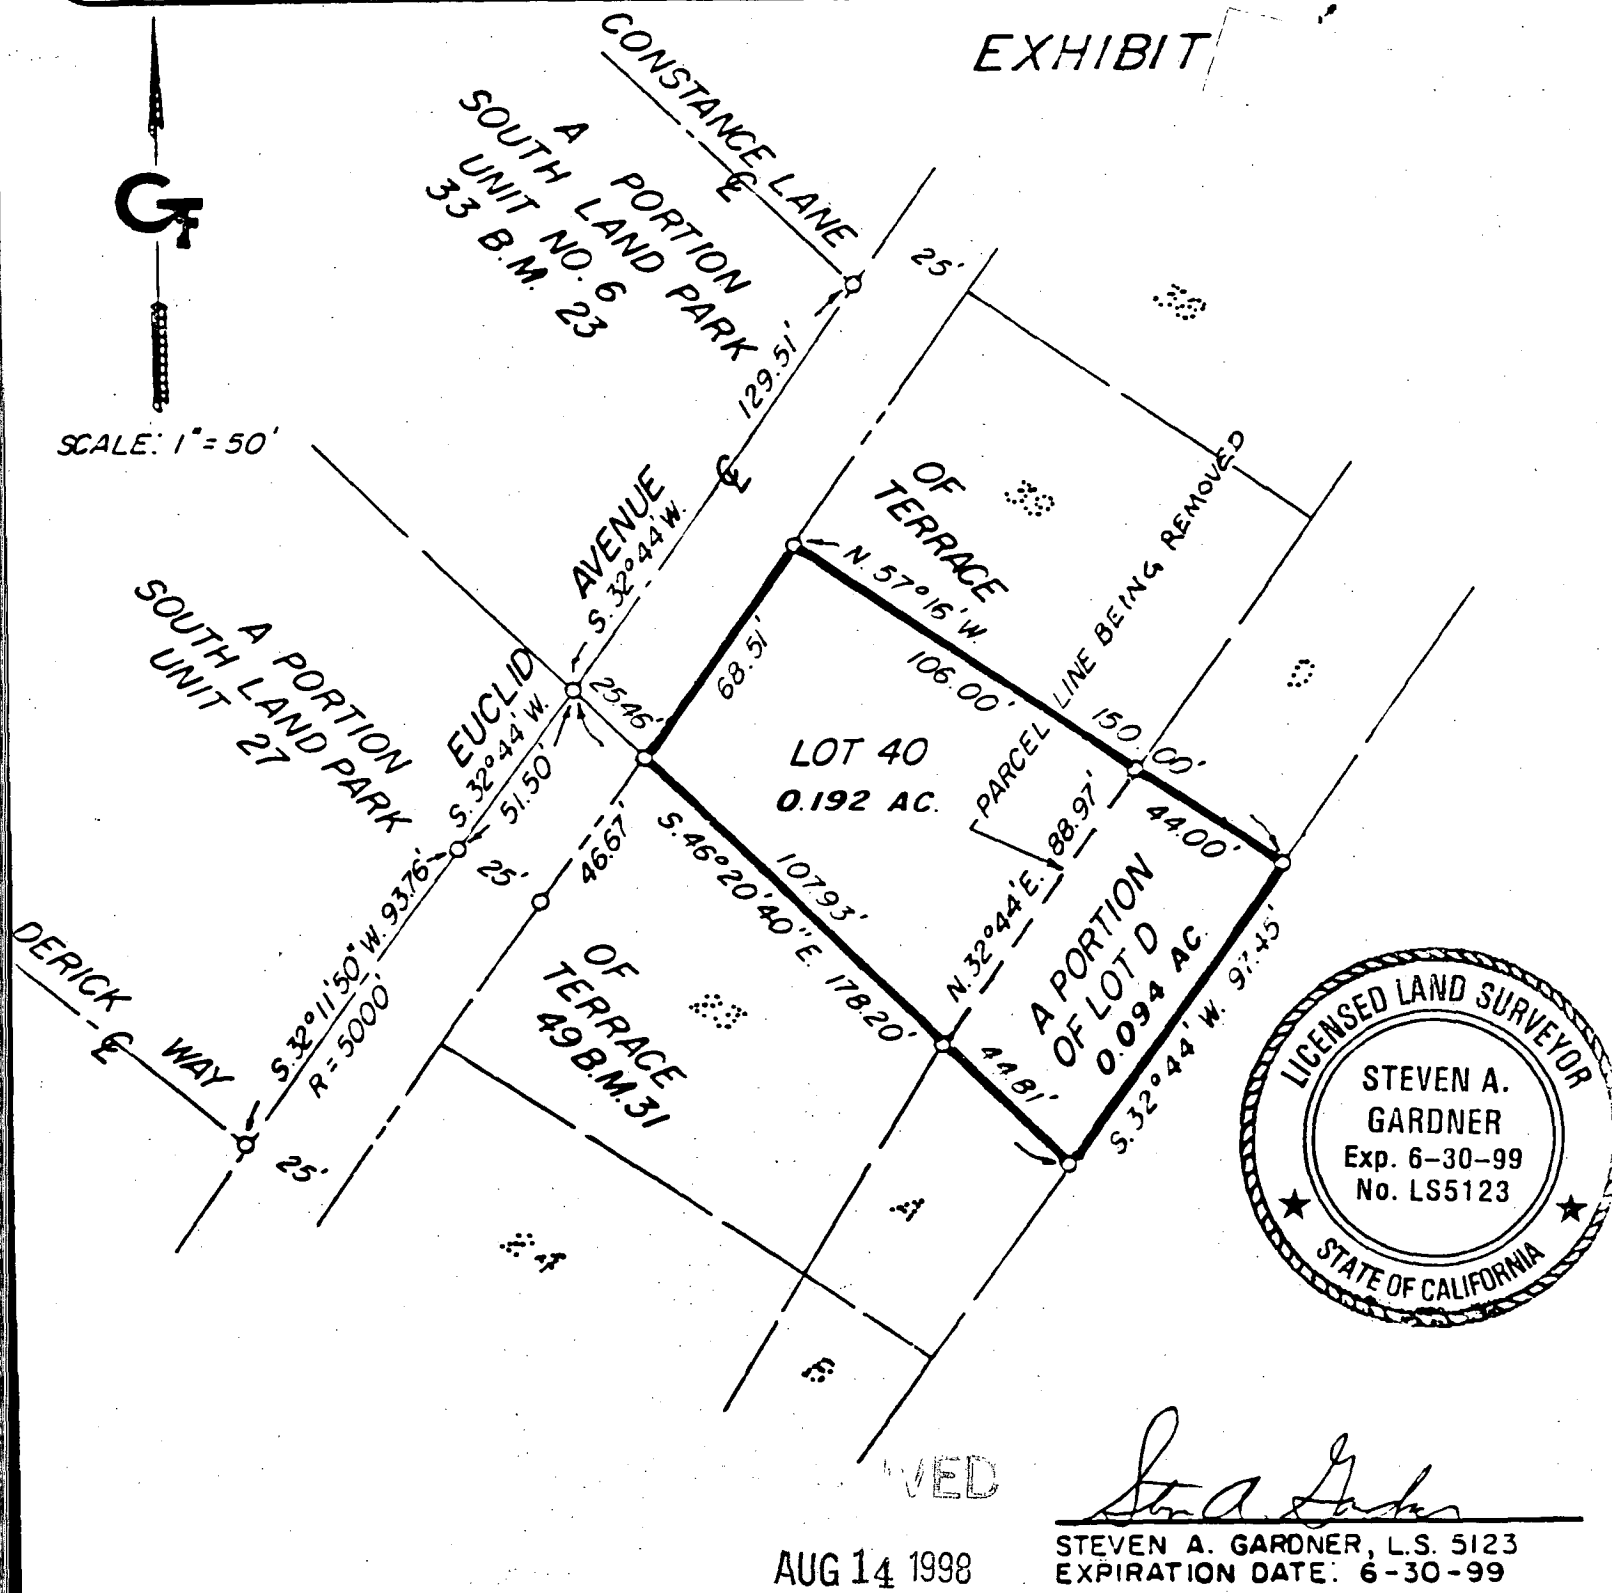 EXHIBIT
CONSTANCE LANE
℄
A PORTION
SOUTH LAND PARK
UNIT NO. 6
33 B.M. 23
SCALE: 1"=50'
25'
129.51'
℄
AVENUE
S. 32°44' W.
38
39
OF
TERRACE
PARCEL LINE BEING REMOVED
N. 57°16' W.
106.00'
150.00'
44.00'
D
A PORTION
SOUTH LAND PARK
UNIT 27
EUCLID
S. 32°44' W.
51.50'
25.46'
68.51'
LOT 40
0.192 AC.
N. 32°44' E. 88.97'
25'
46.67'
S. 46°20'40" E. 178.20'
107.93'
44.81'
A PORTION
OF LOT D
0.094 AC.
S. 32°44' W. 97.45'
S. 32°11'50" W. 93.76'
R=5000'
DERICK WAY
℄
25'
OF
TERRACE
49 B.M. 31
A
B
LICENSED LAND SURVEYOR
STEVEN A.
GARDNER
Exp. 6-30-99
No. LS5123
STATE OF CALIFORNIA
VED
AUG 14 1998
STEVEN A. GARDNER, L.S. 5123
EXPIRATION DATE: 6-30-99